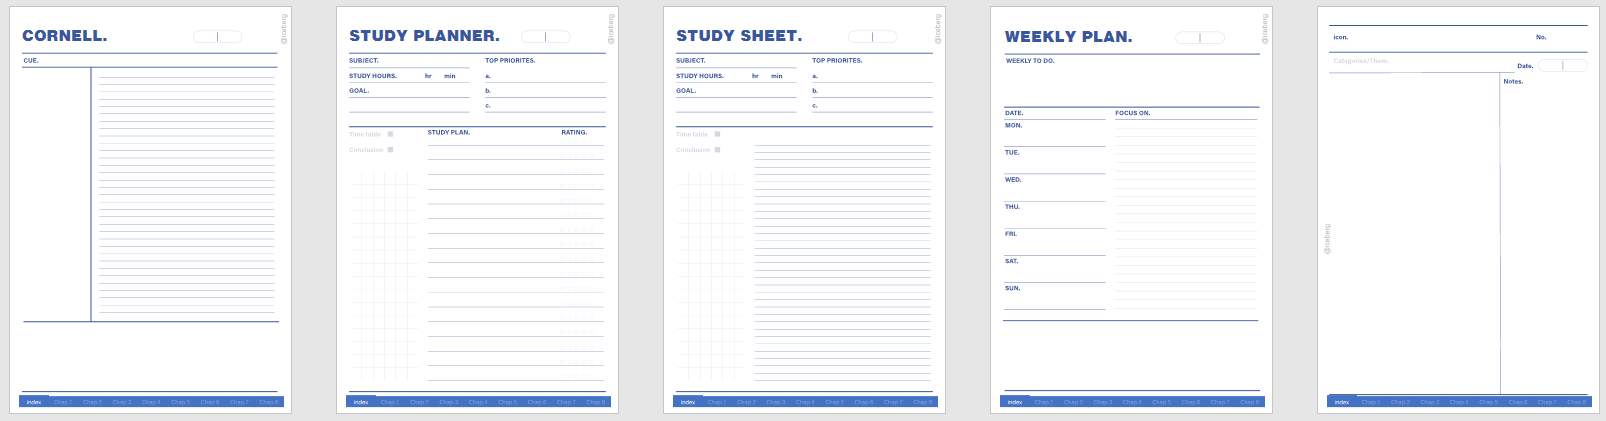 CORNELL.
@iceberg
CUE.
index Chap.1 Chap.2 Chap.3 Chap.4 Chap.5 Chap.6 Chap.7 Chap.8
STUDY PLANNER.
@iceberg
SUBJECT. TOP PRIORITES.
STUDY HOURS. hr min a.
GOAL. b.
c.
Time table STUDY PLAN. RATING.
Conclusion
index Chap.1 Chap.2 Chap.3 Chap.4 Chap.5 Chap.6 Chap.7 Chap.8
STUDY SHEET.
@iceberg
SUBJECT. TOP PRIORITES.
STUDY HOURS. hr min a.
GOAL. b.
c.
Time table
Conclusion
index Chap.1 Chap.2 Chap.3 Chap.4 Chap.5 Chap.6 Chap.7 Chap.8
WEEKLY PLAN.
@iceberg
WEEKLY TO DO.
DATE. FOCUS ON.
MON.
TUE.
WED.
THU.
FRI.
SAT.
SUN.
index Chap.1 Chap.2 Chap.3 Chap.4 Chap.5 Chap.6 Chap.7 Chap.8
icon. No.
Categories/Them. Date.
Notes.
@iceberg
index Chap.1 Chap.2 Chap.3 Chap.4 Chap.5 Chap.6 Chap.7 Chap.8